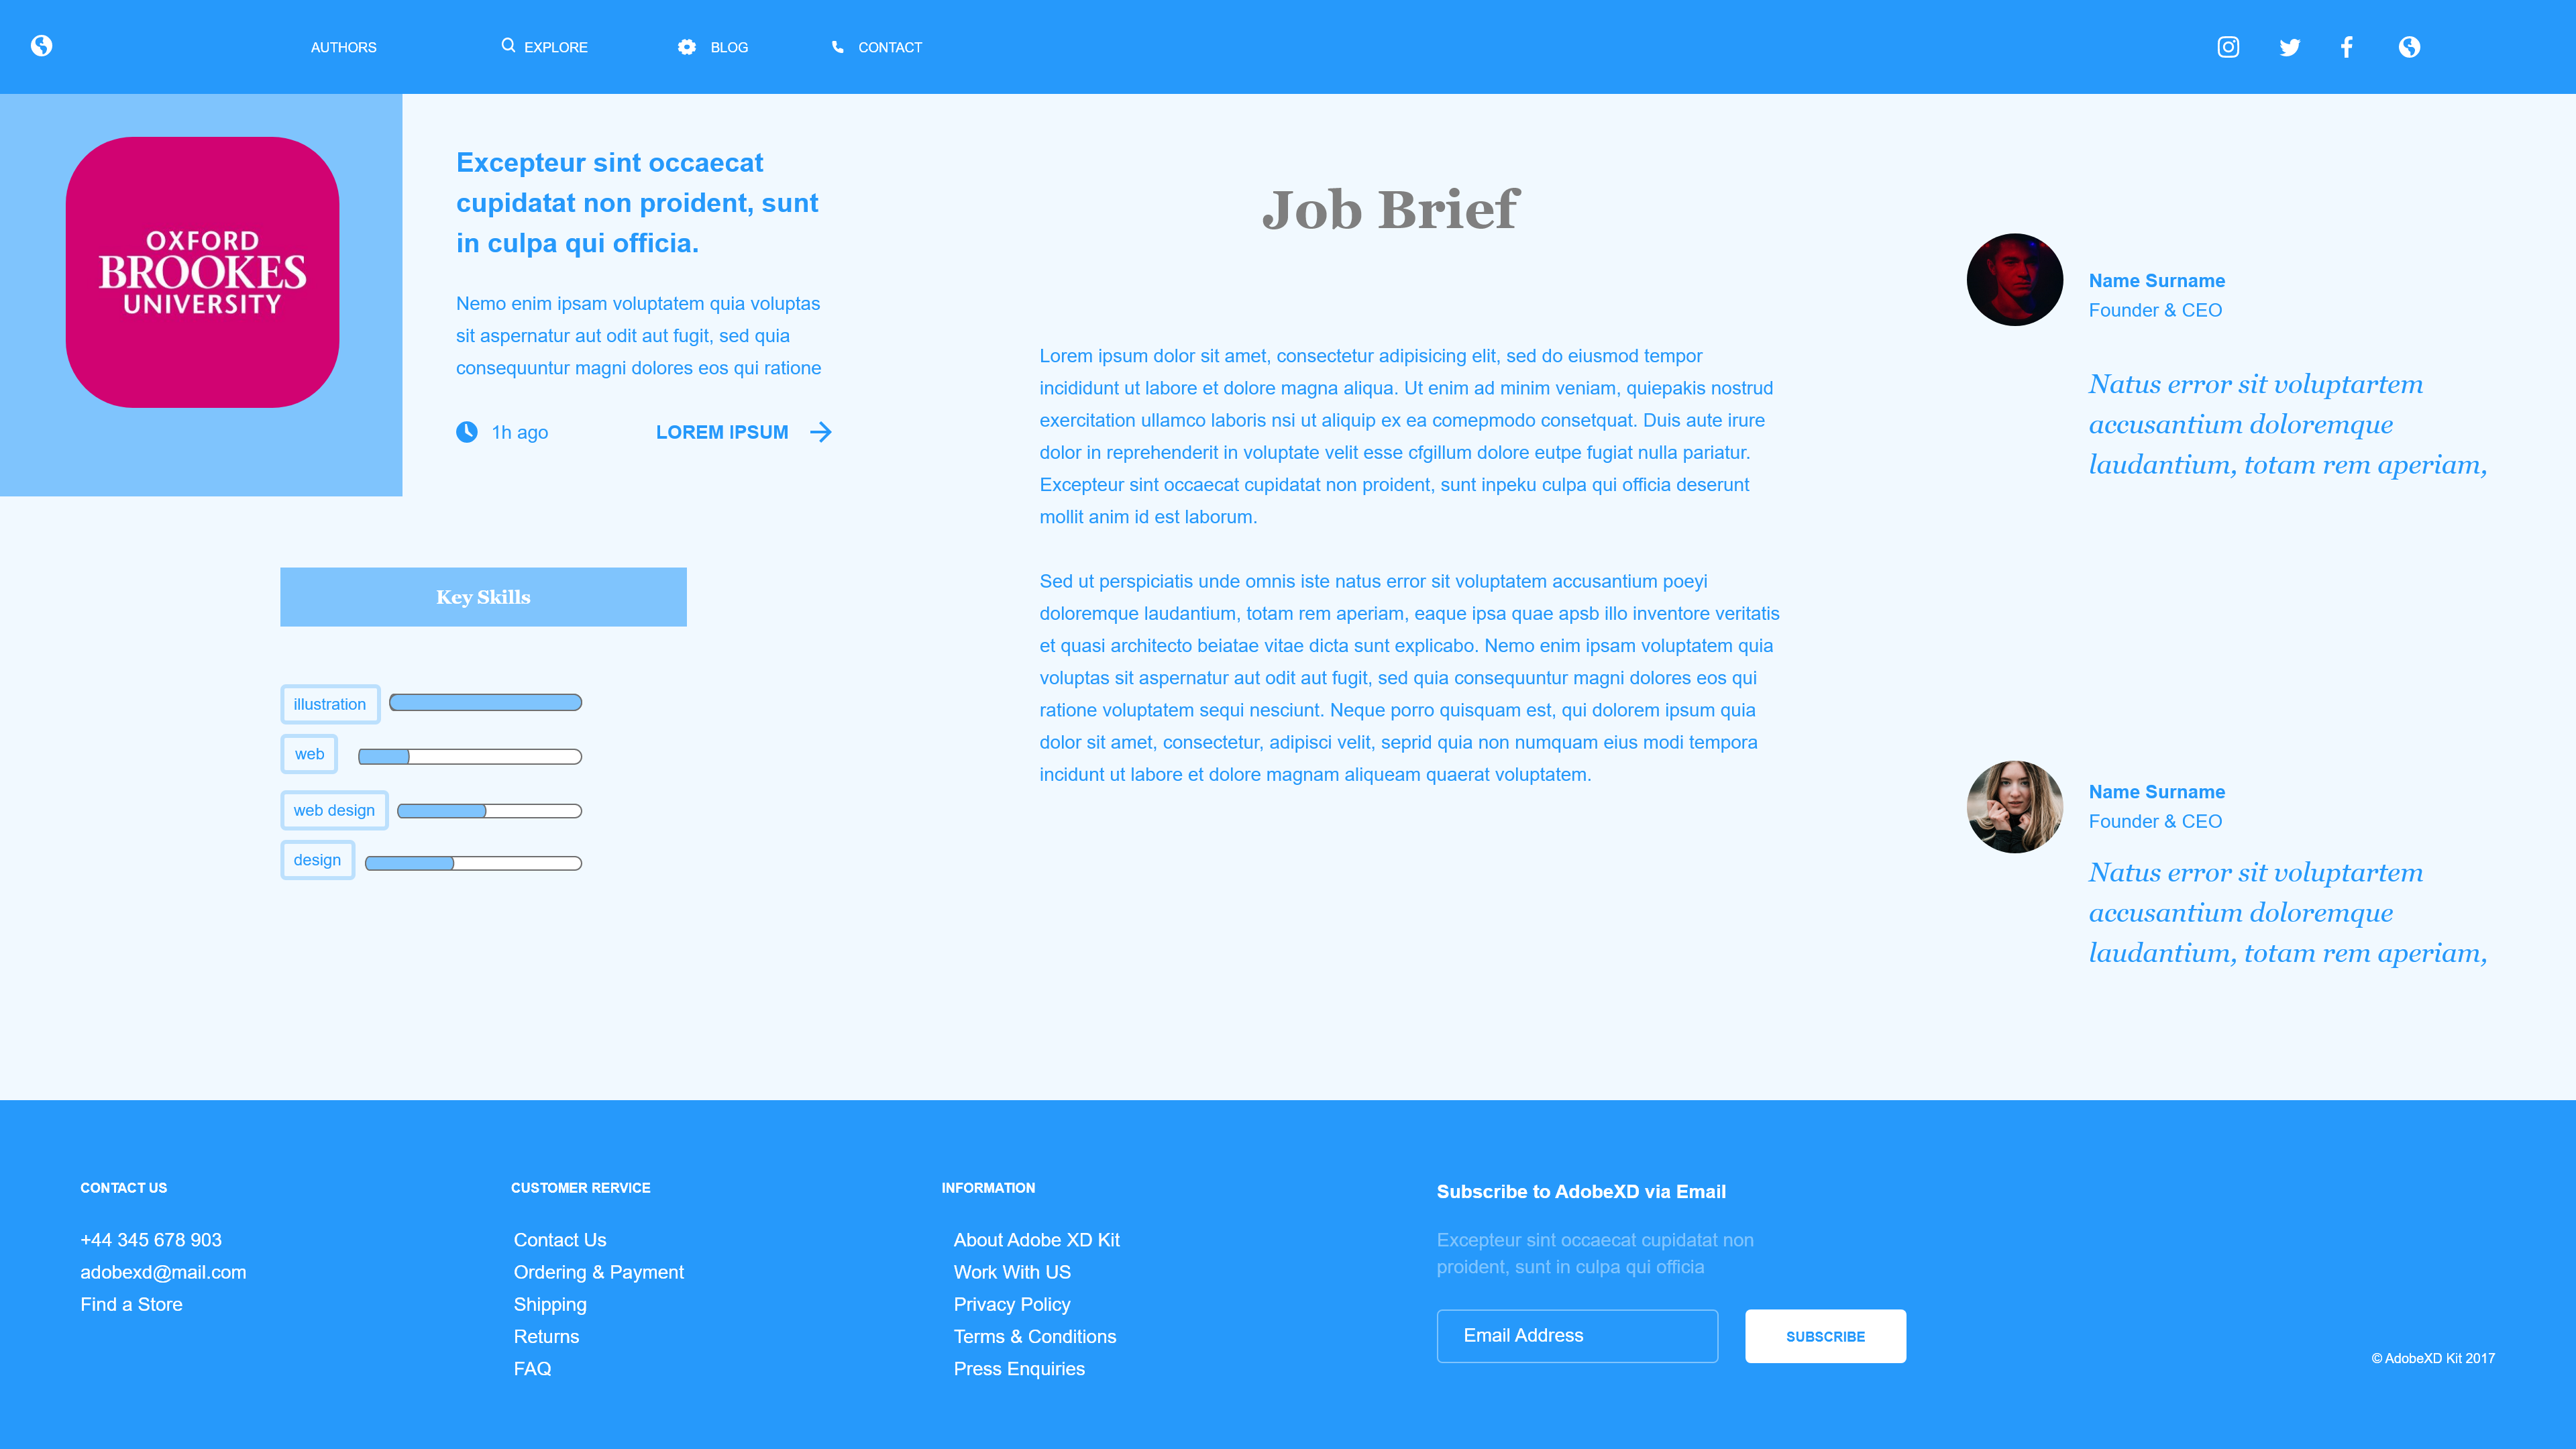 AUTHORS
EXPLORE
BLOG
CONTACT
OXFORD
BROOKES
UNIVERSITY
Excepteur sint occaecat
cupidatat non proident, sunt
in culpa qui officia.
Nemo enim ipsam voluptatem quia voluptas
sit aspernatur aut odit aut fugit, sed quia
consequuntur magni dolores eos qui ratione
1h ago
LOREM IPSUM
Key Skills
illustration
web
web design
design
Job Brief
Lorem ipsum dolor sit amet, consectetur adipisicing elit, sed do eiusmod tempor
incididunt ut labore et dolore magna aliqua. Ut enim ad minim veniam, quiepakis nostrud
exercitation ullamco laboris nsi ut aliquip ex ea comepmodo consetquat. Duis aute irure
dolor in reprehenderit in voluptate velit esse cfgillum dolore eutpe fugiat nulla pariatur.
Excepteur sint occaecat cupidatat non proident, sunt inpeku culpa qui officia deserunt
mollit anim id est laborum.
Sed ut perspiciatis unde omnis iste natus error sit voluptatem accusantium poeyi
doloremque laudantium, totam rem aperiam, eaque ipsa quae apsb illo inventore veritatis
et quasi architecto beiatae vitae dicta sunt explicabo. Nemo enim ipsam voluptatem quia
voluptas sit aspernatur aut odit aut fugit, sed quia consequuntur magni dolores eos qui
ratione voluptatem sequi nesciunt. Neque porro quisquam est, qui dolorem ipsum quia
dolor sit amet, consectetur, adipisci velit, seprid quia non numquam eius modi tempora
incidunt ut labore et dolore magnam aliqueam quaerat voluptatem.
Name Surname
Founder & CEO
Natus error sit voluptartem
accusantium doloremque
laudantium, totam rem aperiam,
Name Surname
Founder & CEO
Natus error sit voluptartem
accusantium doloremque
laudantium, totam rem aperiam,
CONTACT US
+44 345 678 903
adobexd@mail.com
Find a Store
CUSTOMER RERVICE
Contact Us
Ordering & Payment
Shipping
Returns
FAQ
INFORMATION
About Adobe XD Kit
Work With US
Privacy Policy
Terms & Conditions
Press Enquiries
Subscribe to AdobeXD via Email
Excepteur sint occaecat cupidatat non
proident, sunt in culpa qui officia
Email Address
SUBSCRIBE
© AdobeXD Kit 2017